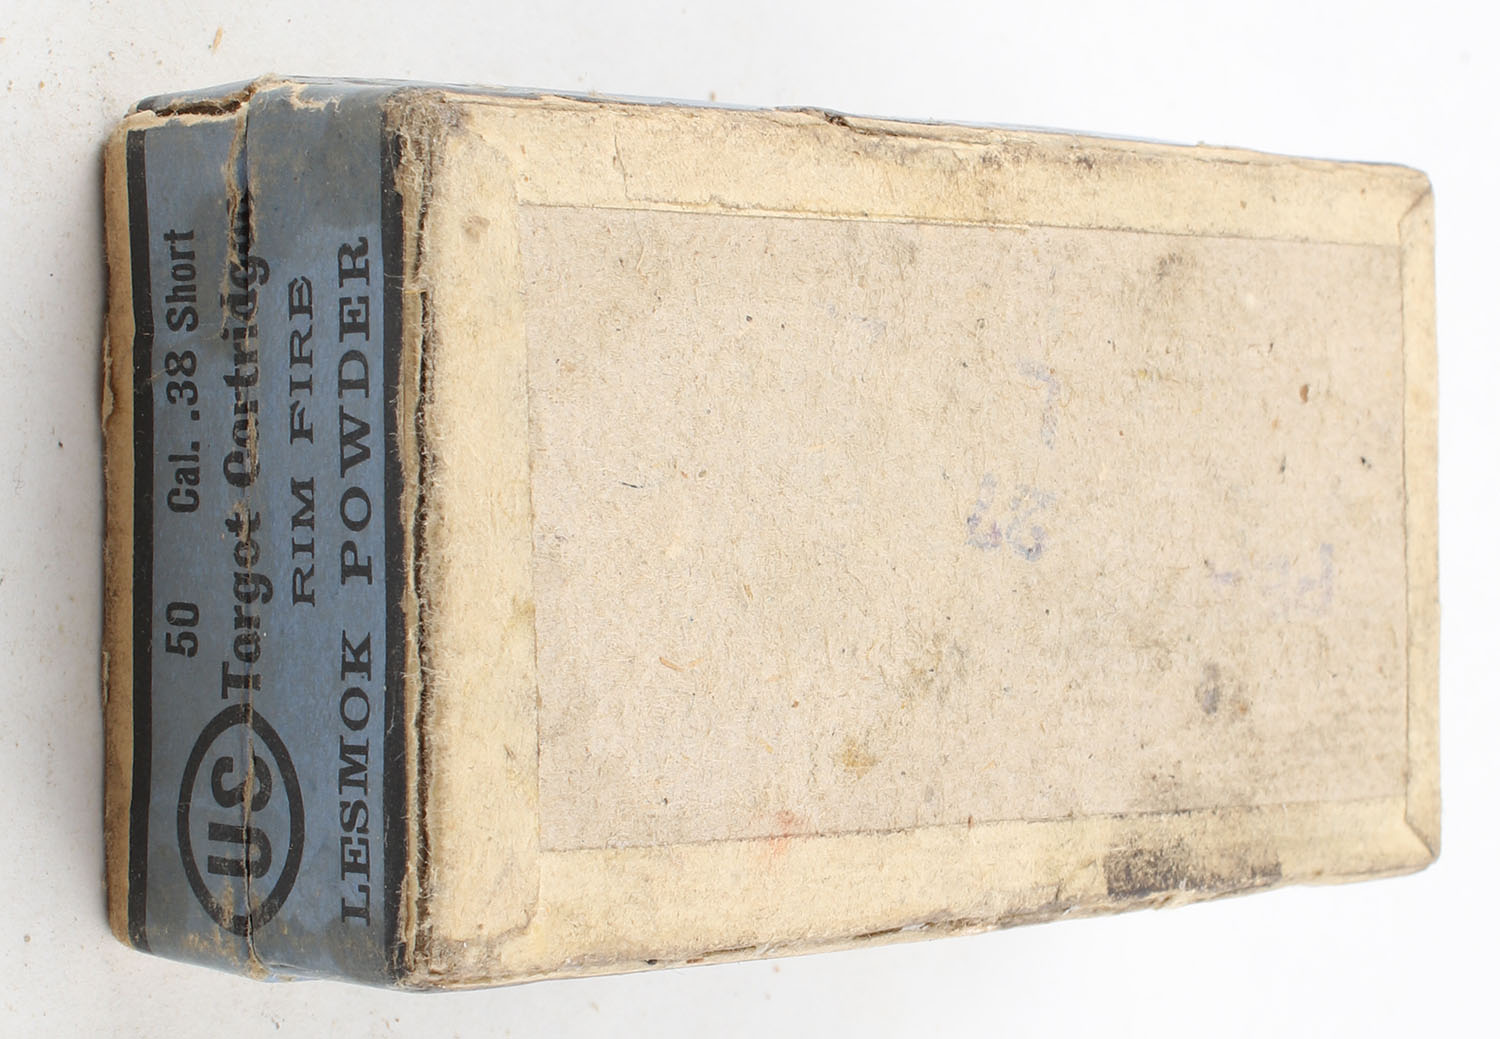 50 Cal. .38 Short
US Target Cartridges
RIM FIRE
LESMOK POWDER